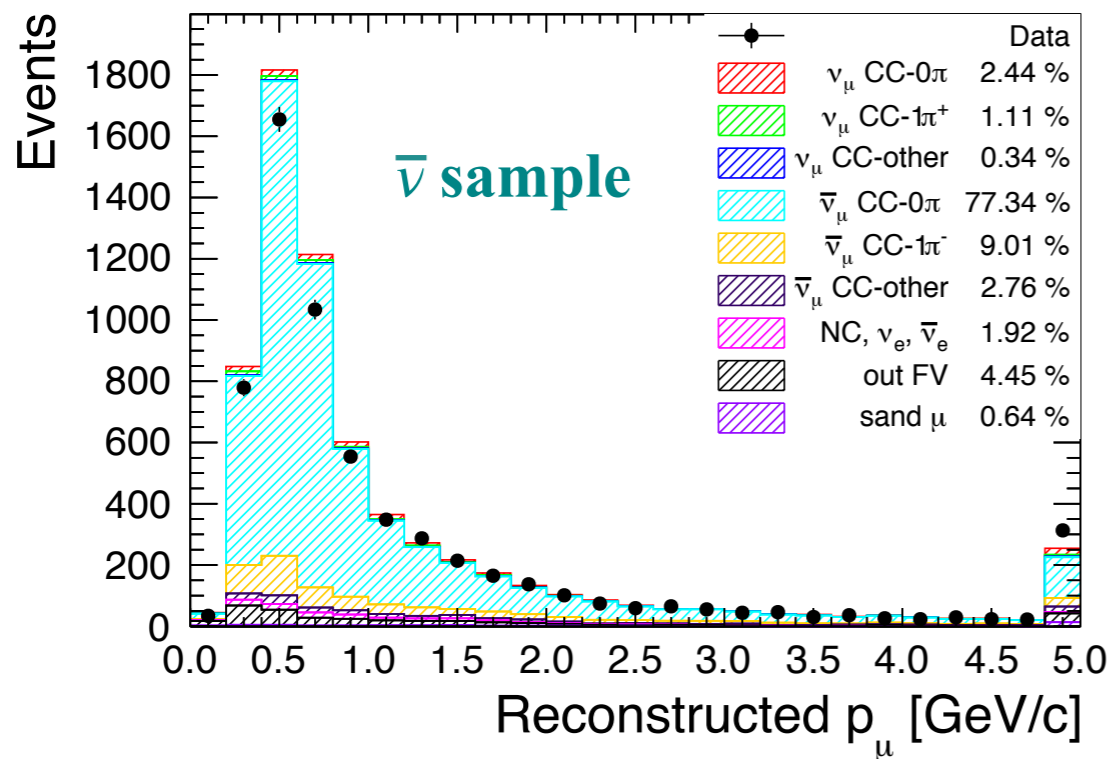 Events
1800
1600
1400
1200
1000
800
600
400
200
0
ν̅ sample
Data
ν_μ CC-0π 2.44 %
ν_μ CC-1π⁺ 1.11 %
ν_μ CC-other 0.34 %
ν̅_μ CC-0π 77.34 %
ν̅_μ CC-1π⁻ 9.01 %
ν̅_μ CC-other 2.76 %
NC, ν_e, ν̅_e 1.92 %
out FV 4.45 %
sand μ 0.64 %
0.0 0.5 1.0 1.5 2.0 2.5 3.0 3.5 4.0 4.5 5.0
Reconstructed p_μ [GeV/c]